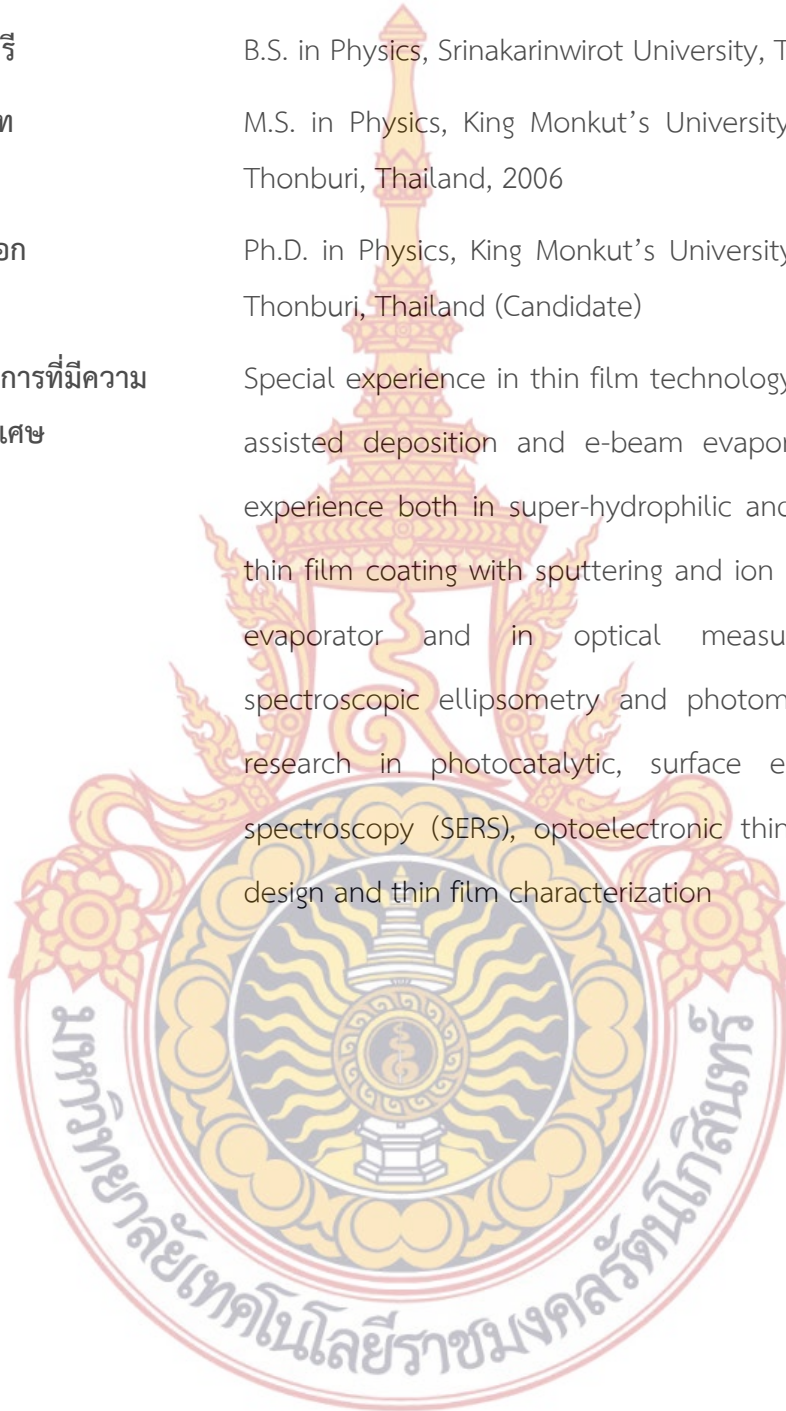 รี B.S. in Physics, Srinakarinwirot University, T
ท M.S. in Physics, King Monkut's University
Thonburi, Thailand, 2006
อก Ph.D. in Physics, King Monkut's University
Thonburi, Thailand (Candidate)
การที่มีความ Special experience in thin film technology
เศษ assisted deposition and e-beam evapor
experience both in super-hydrophilic and
thin film coating with sputtering and ion
evaporator and in optical measu
spectroscopic ellipsometry and photom
research in photocatalytic, surface e
spectroscopy (SERS), optoelectronic thin
design and thin film characterization
มหาวิทยาลัยเทคโนโลยีราชมงคลรัตนโกสินทร์